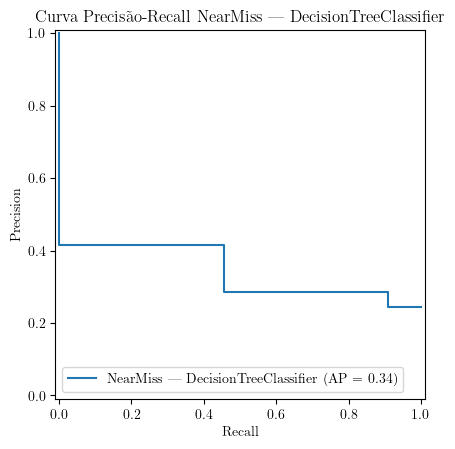 Curva Precisão-Recall NearMiss — DecisionTreeClassifier
1.0
0.8
0.6
0.4
0.2
0.0
Precision
NearMiss — DecisionTreeClassifier (AP = 0.34)
0.0 0.2 0.4 0.6 0.8 1.0
Recall